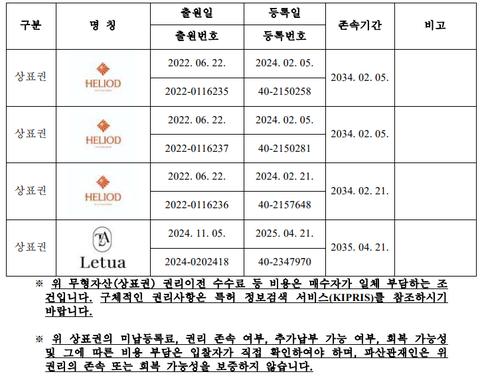 구분 명 칭 출원일 등록일 존속기간 비고
출원번호 등록번호
상표권 HELIOD 2022. 06. 22. 2024. 02. 05. 2034. 02. 05.
2022-0116235 40-2150258
상표권 HELIOD 2022. 06. 22. 2024. 02. 05. 2034. 02. 05.
2022-0116237 40-2150281
상표권 HELIOD 2022. 06. 22. 2024. 02. 21. 2034. 02. 21.
2022-0116236 40-2157648
상표권 Letua 2024. 11. 05. 2025. 04. 21. 2035. 04. 21.
2024-0202418 40-2347970
※ 위 무형자산(상표권) 권리이전 수수료 등 비용은 매수자가 일체 부담하는 조
건입니다. 구체적인 권리사항은 특허 정보검색 서비스(KIPRIS)를 참조하시기
바랍니다.
※ 위 상표권의 미납등록료, 권리 존속 여부, 추가납부 가능 여부, 회복 가능성
및 그에 따른 비용 부담은 입찰자가 직접 확인하여야 하며, 파산관재인은 위
권리의 존속 또는 회복 가능성을 보증하지 않습니다.